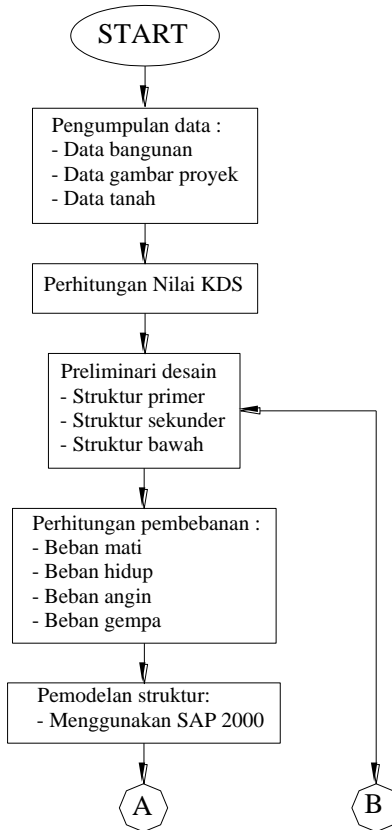 START
Pengumpulan data :
- Data bangunan
- Data gambar proyek
- Data tanah
Perhitungan Nilai KDS
Preliminari desain
- Struktur primer
- Struktur sekunder
- Struktur bawah
Perhitungan pembebanan :
- Beban mati
- Beban hidup
- Beban angin
- Beban gempa
Pemodelan struktur:
- Menggunakan SAP 2000
A
B